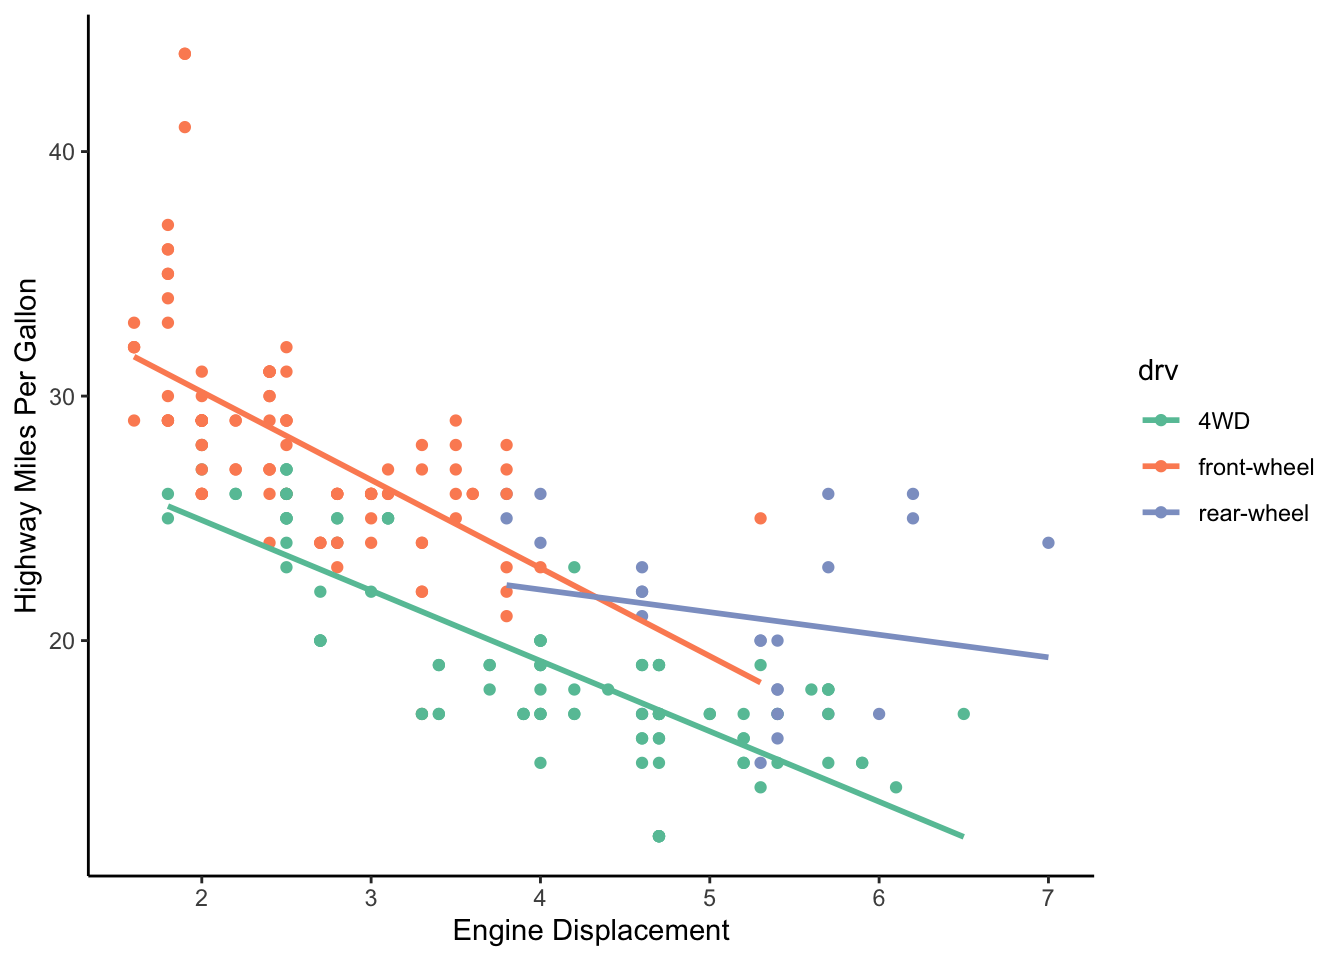 Highway Miles Per Gallon
40
30
20
2 3 4 5 6 7
Engine Displacement
drv
4WD
front-wheel
rear-wheel